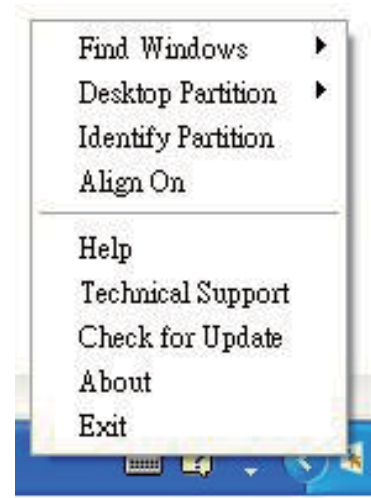 Find Windows
Desktop Partition
Identify Partition
Align On
Help
Technical Support
Check for Update
About
Exit